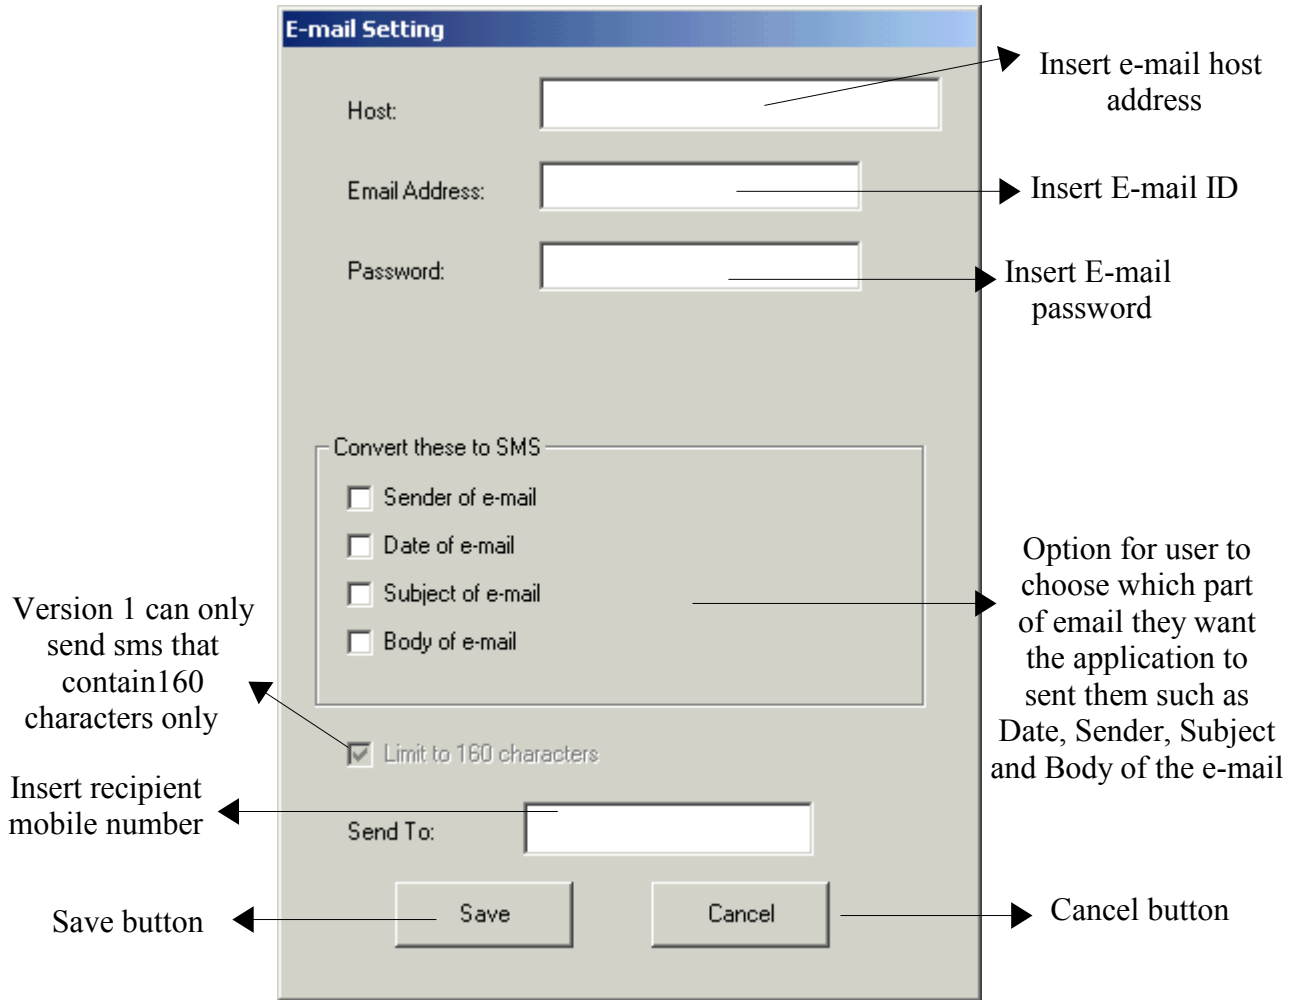 E-mail Setting
Host:
Insert e-mail host
address
Email Address:
Insert E-mail ID
Password:
Insert E-mail
password
Convert these to SMS
Sender of e-mail
Date of e-mail
Subject of e-mail
Body of e-mail
Option for user to
choose which part
of email they want
the application to
sent them such as
Date, Sender, Subject
and Body of the e-mail
Version 1 can only
send sms that
contain160
characters only
Limit to 160 characters
Insert recipient
mobile number
Send To:
Save button
Save
Cancel
Cancel button